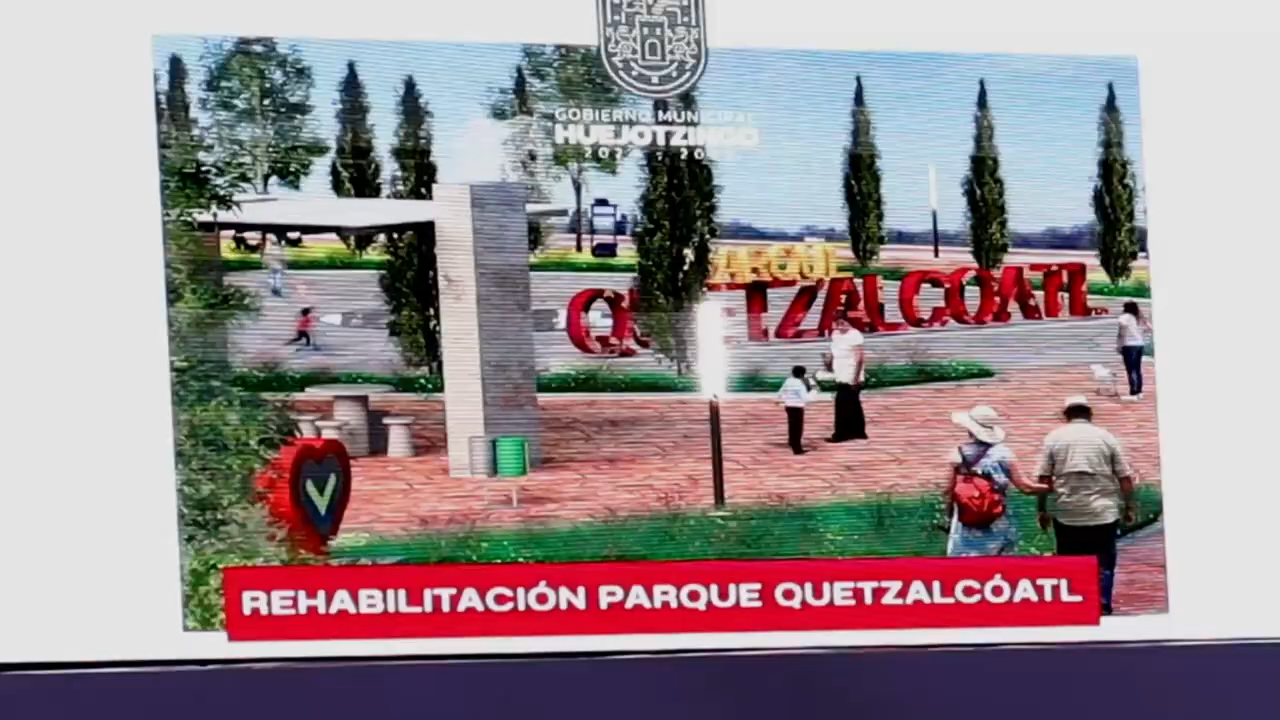 GOBIERNO MUNICIPAL
HUEJOTZINGO
PARQUE
QUETZALCOATL
V
REHABILITACIÓN PARQUE QUETZALCÓATL